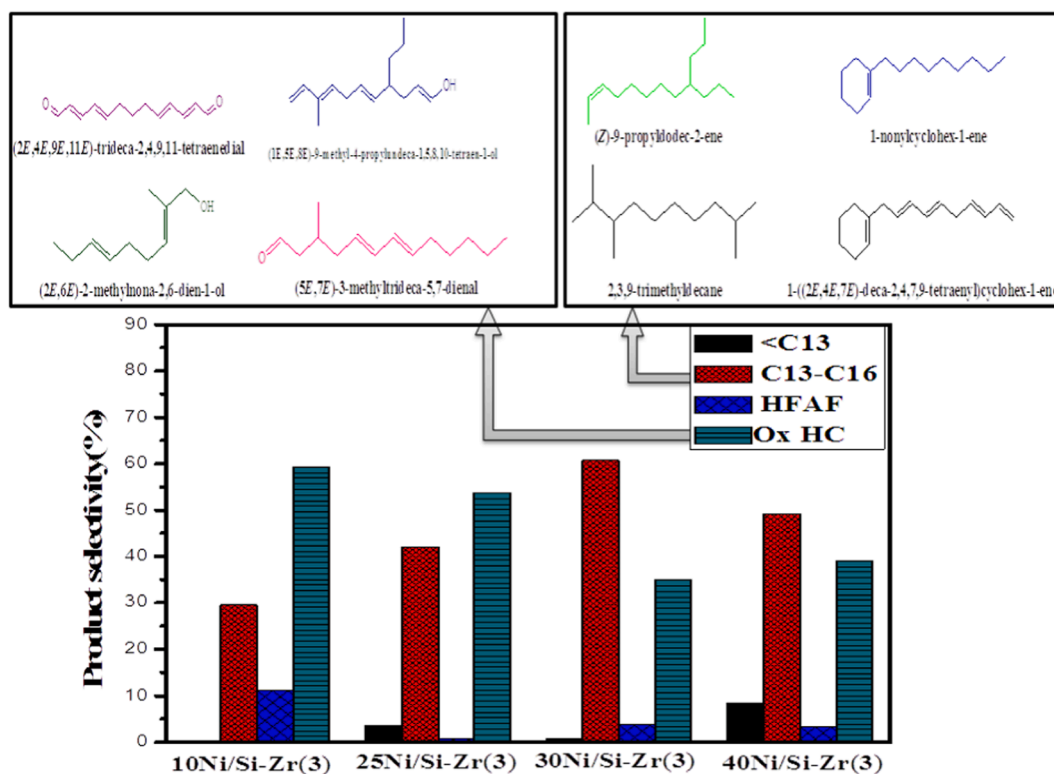 OH
O
O
(2E,4E,9E,11E)-trideca-2,4,9,11-tetraenedial
(1E,5E,8E)-9-methyl-4-propylundeca-1,5,8,10-tetraen-1-ol
OH
O
(2E,6E)-2-methylnona-2,6-dien-1-ol
(5E,7E)-3-methyltrideca-5,7-dienal
(Z)-9-propyldodec-2-ene
1-nonylcyclohex-1-ene
2,3,9-trimethyldecane
1-((2E,4E,7E)-deca-2,4,7,9-tetraenyl)cyclohex-1-ene
<C13
C13-C16
HFAF
Ox HC
Product selectivity(%)
90
80
70
60
50
40
30
20
10
0
10Ni/Si-Zr(3)
25Ni/Si-Zr(3)
30Ni/Si-Zr(3)
40Ni/Si-Zr(3)